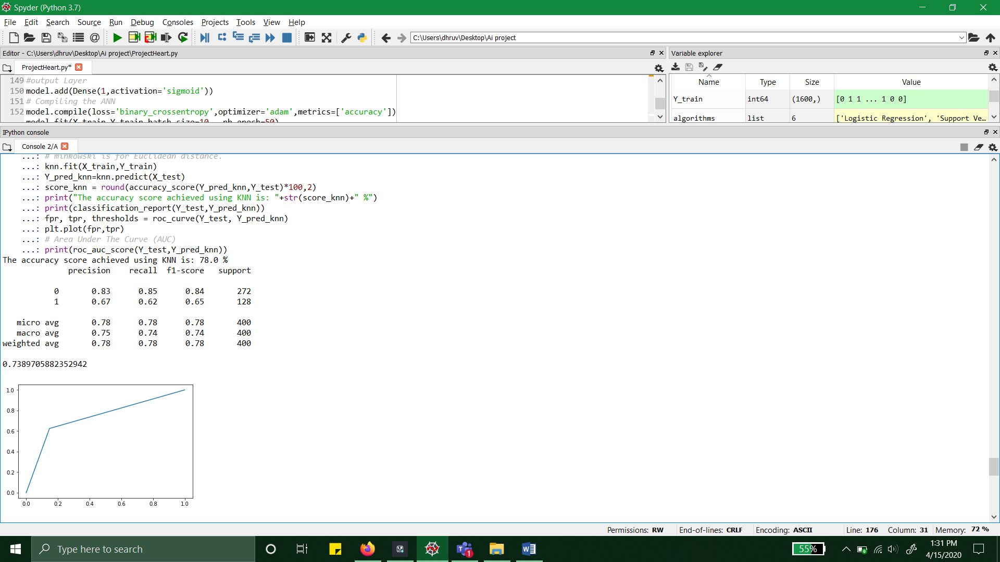 Spyder (Python 3.7)
File Edit Search Source Run Debug Consoles Projects Tools View Help
C:\Users\dhruv\Desktop\Ai project
Editor - C:\Users\dhruv\Desktop\Ai project\ProjectHeart.py
ProjectHeart.py*
149 #output Layer
150 model.add(Dense(1,activation='sigmoid'))
151 # Compiling the ANN
152 model.compile(loss='binary_crossentropy',optimizer='adam',metrics=['accuracy'])
model.fit(X_train,Y_train,batch_size=10, nb_epoch=50)
Variable explorer
Name Type Size Value
Y_train int64 (1600,) [0 1 1 ... 1 0 0]
algorithms list 6 ['Logistic Regression', 'Support Ve…
IPython console
Console 2/A
...: # minkowski is for Euclidean distance.
...: knn.fit(X_train,Y_train)
...: Y_pred_knn=knn.predict(X_test)
...: score_knn = round(accuracy_score(Y_pred_knn,Y_test)*100,2)
...: print("The accuracy score achieved using KNN is: "+str(score_knn)+" %")
...: print(classification_report(Y_test,Y_pred_knn))
...: fpr, tpr, thresholds = roc_curve(Y_test, Y_pred_knn)
...: plt.plot(fpr,tpr)
...: # Area Under The Curve (AUC)
...: print(roc_auc_score(Y_test,Y_pred_knn))
The accuracy score achieved using KNN is: 78.0 %
precision recall f1-score support
0 0.83 0.85 0.84 272
1 0.67 0.62 0.65 128
micro avg 0.78 0.78 0.78 400
macro avg 0.75 0.74 0.74 400
weighted avg 0.78 0.78 0.78 400
0.7389705882352942
1.0
0.8
0.6
0.4
0.2
0.0
0.0 0.2 0.4 0.6 0.8 1.0
Permissions: RW End-of-lines: CRLF Encoding: ASCII Line: 176 Column: 31 Memory: 72 %
Type here to search
1
55%
1:31 PM
4/15/2020